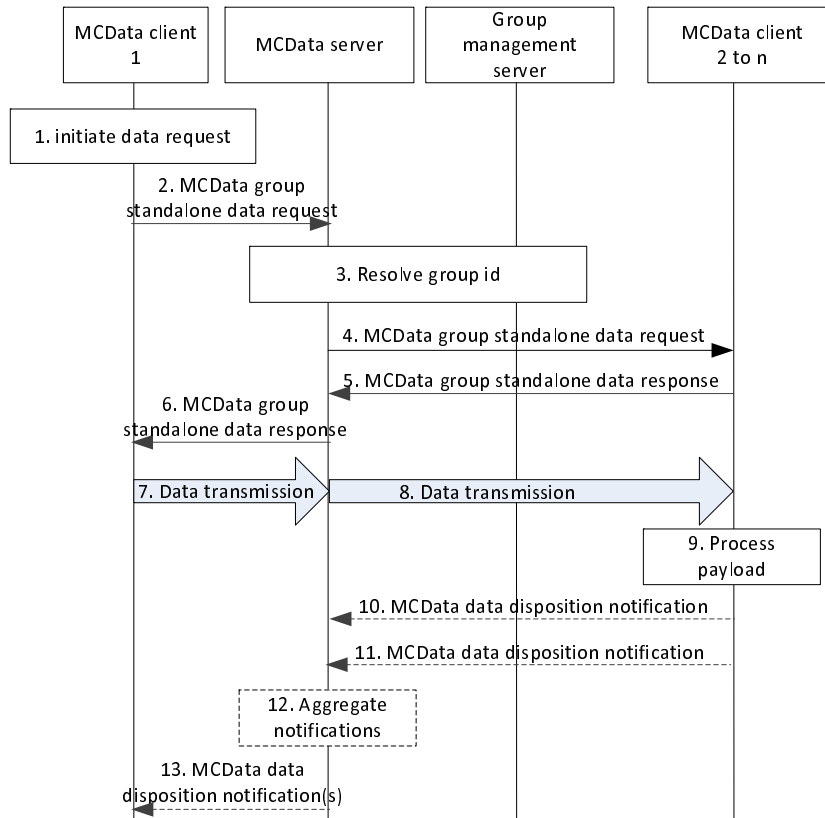 MCData client
1
MCData server
Group
management
server
MCData client
2 to n
1. initiate data request
2. MCData group
standalone data request
3. Resolve group id
4. MCData group standalone data request
5. MCData group standalone data response
6. MCData group
standalone data response
7. Data transmission
8. Data transmission
9. Process
payload
10. MCData data disposition notification
11. MCData data disposition notification
12. Aggregate
notifications
13. MCData data
disposition notification(s)